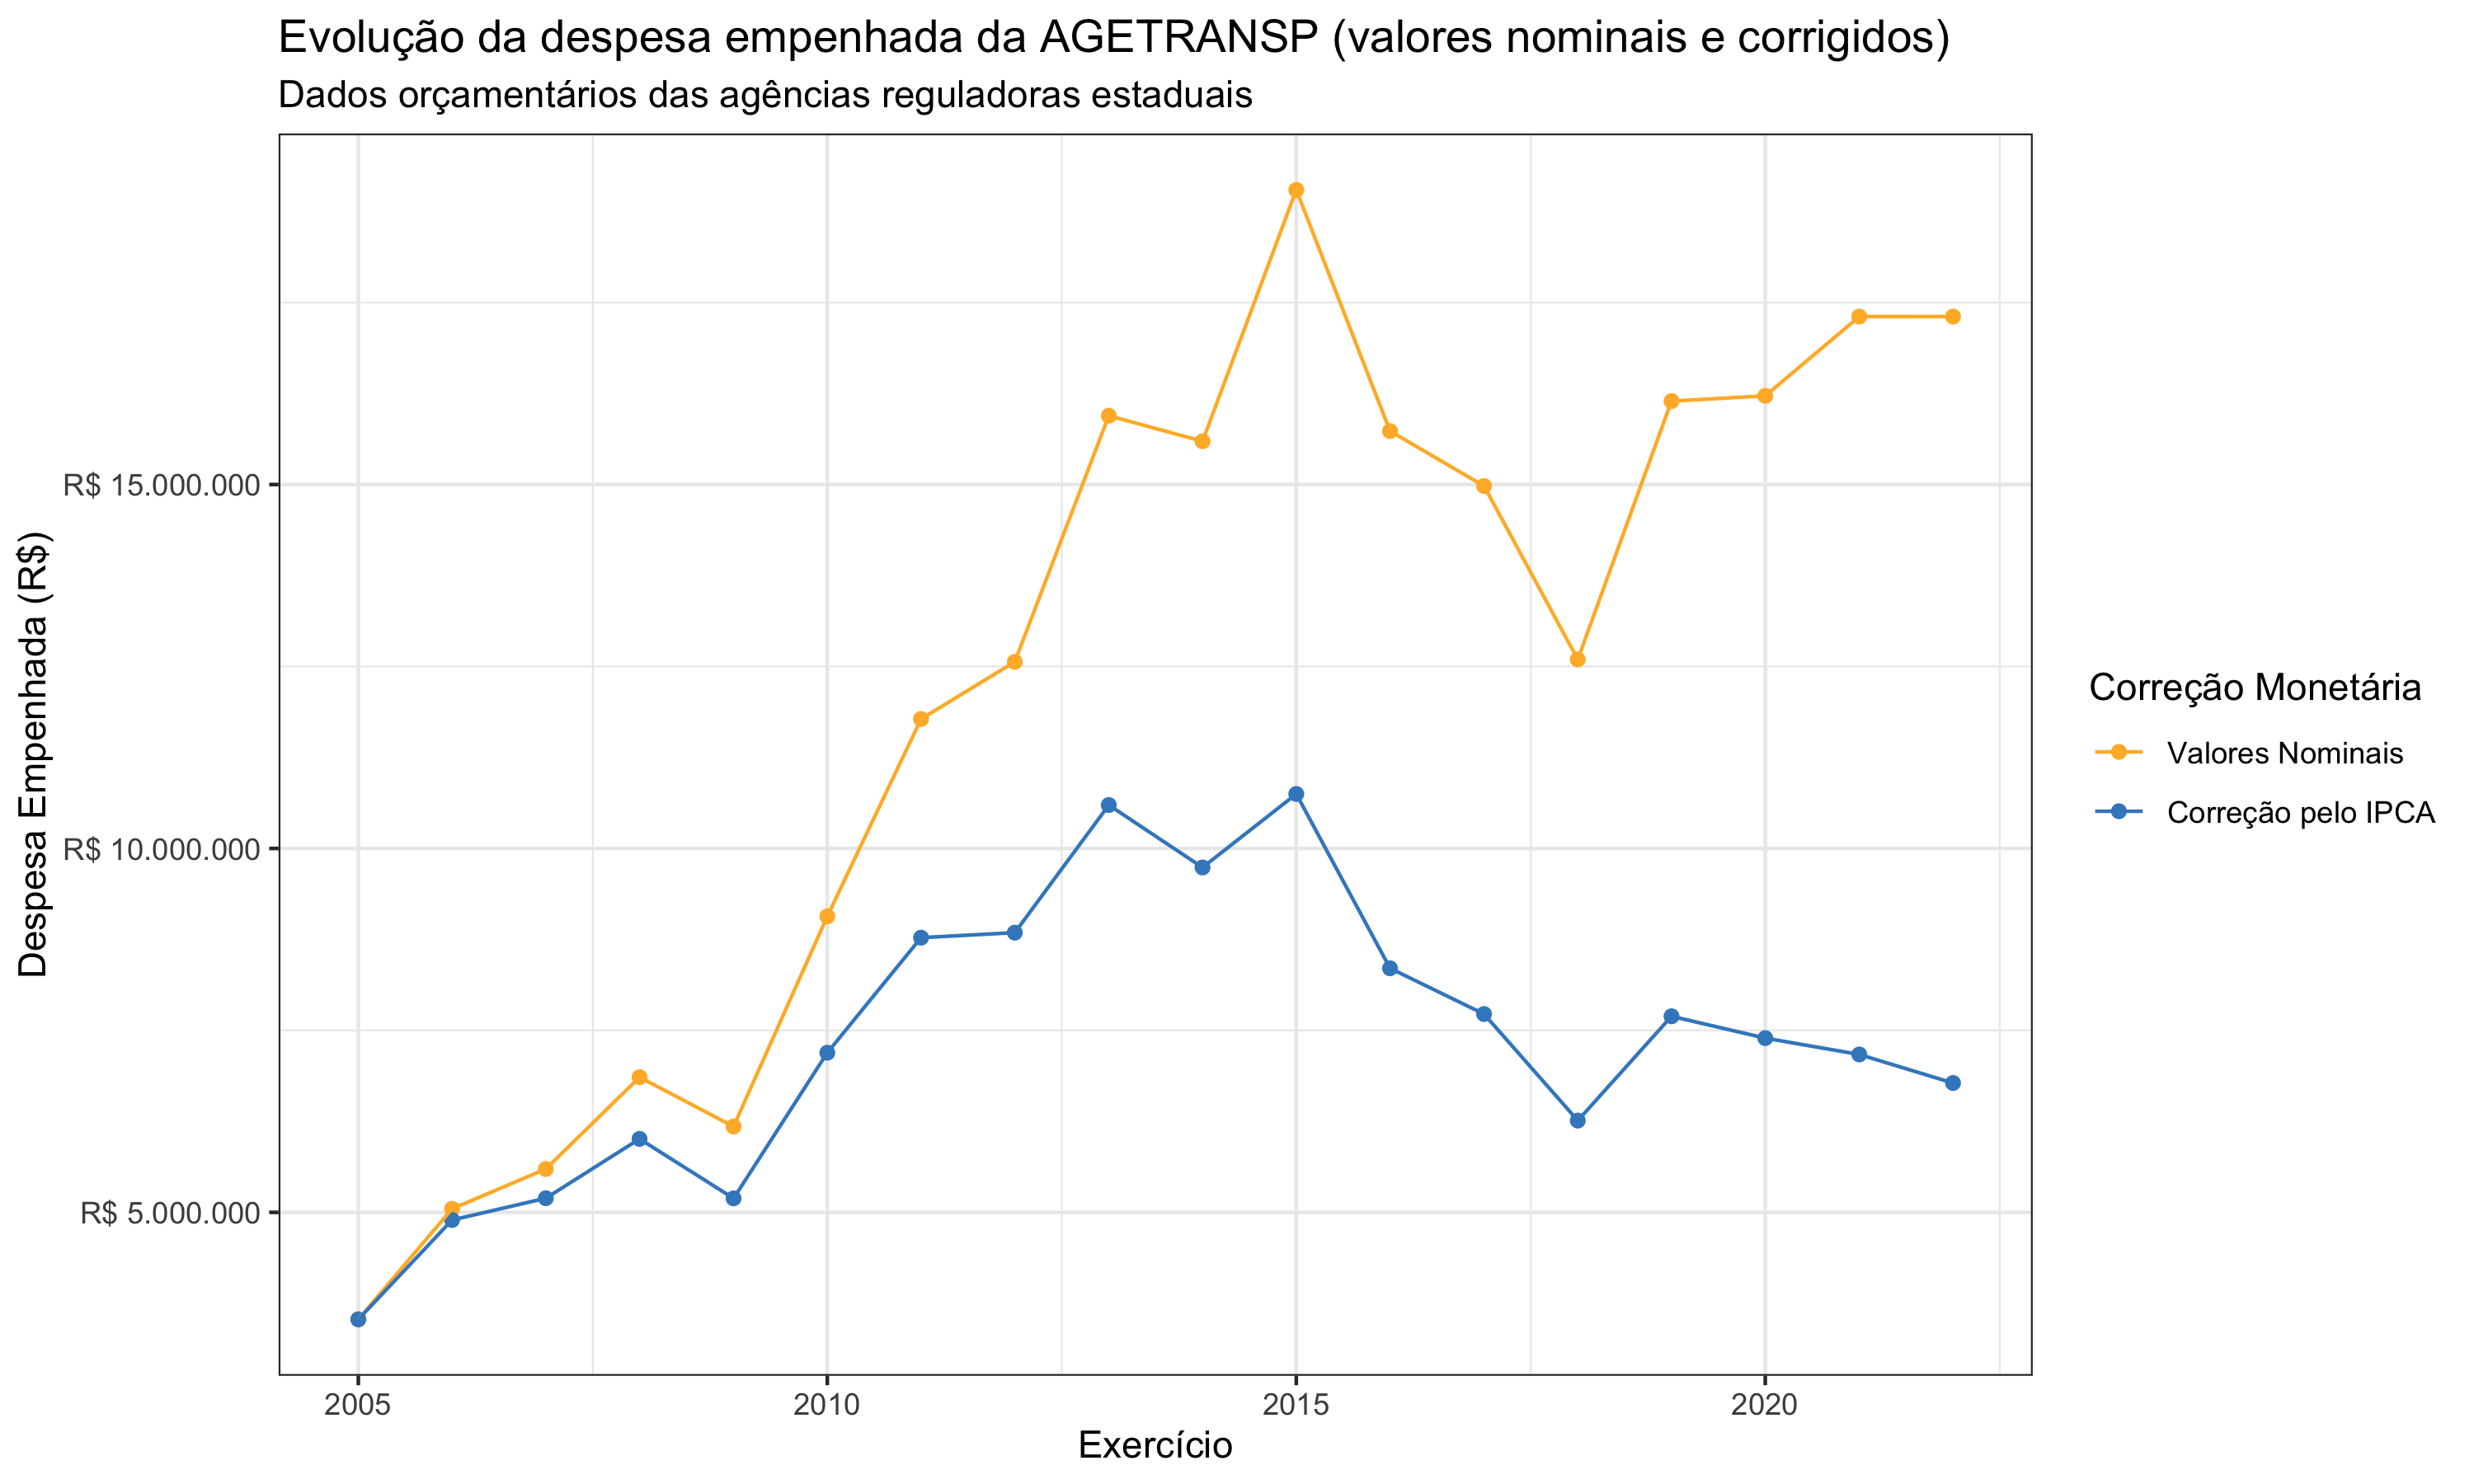 Evolução da despesa empenhada da AGETRANSP (valores nominais e corrigidos)
Dados orçamentários das agências reguladoras estaduais
Despesa Empenhada (R$)
R$ 15.000.000
R$ 10.000.000
R$ 5.000.000
2005
2010
2015
2020
Exercício
Correção Monetária
Valores Nominais
Correção pelo IPCA